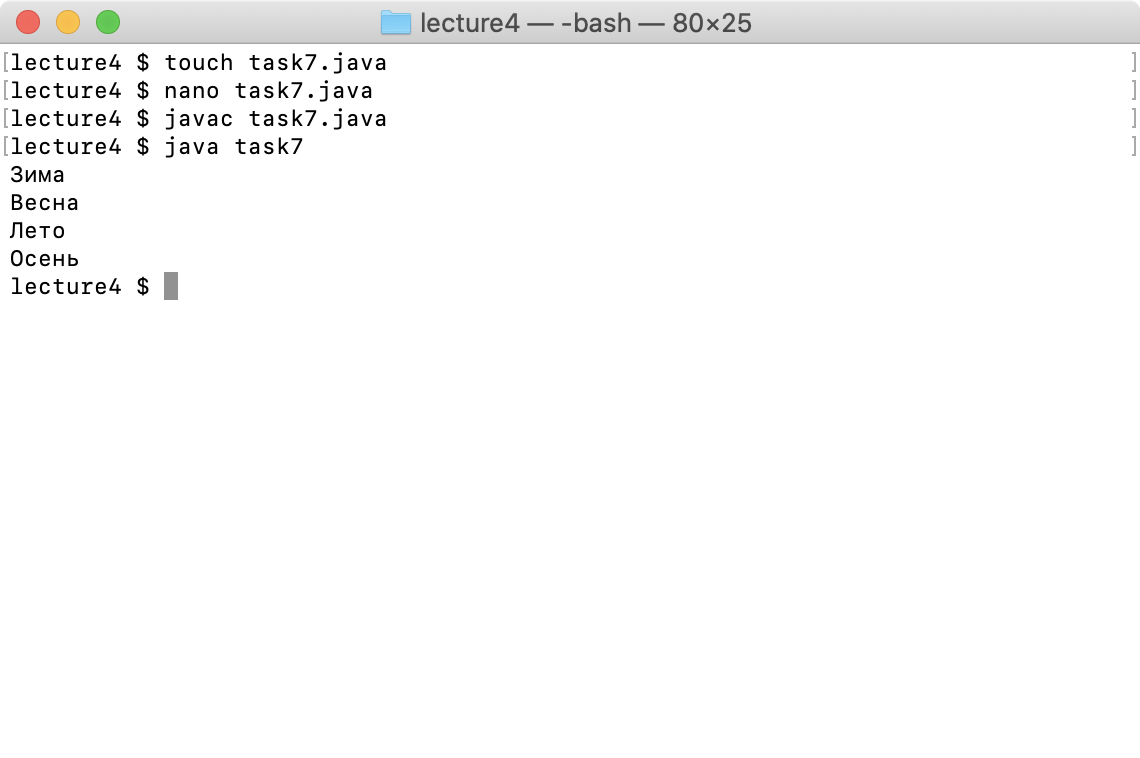 lecture4 — -bash — 80×25
[lecture4 $ touch task7.java ]
[lecture4 $ nano task7.java ]
[lecture4 $ javac task7.java ]
[lecture4 $ java task7 ]
Зима
Весна
Лето
Осень
lecture4 $